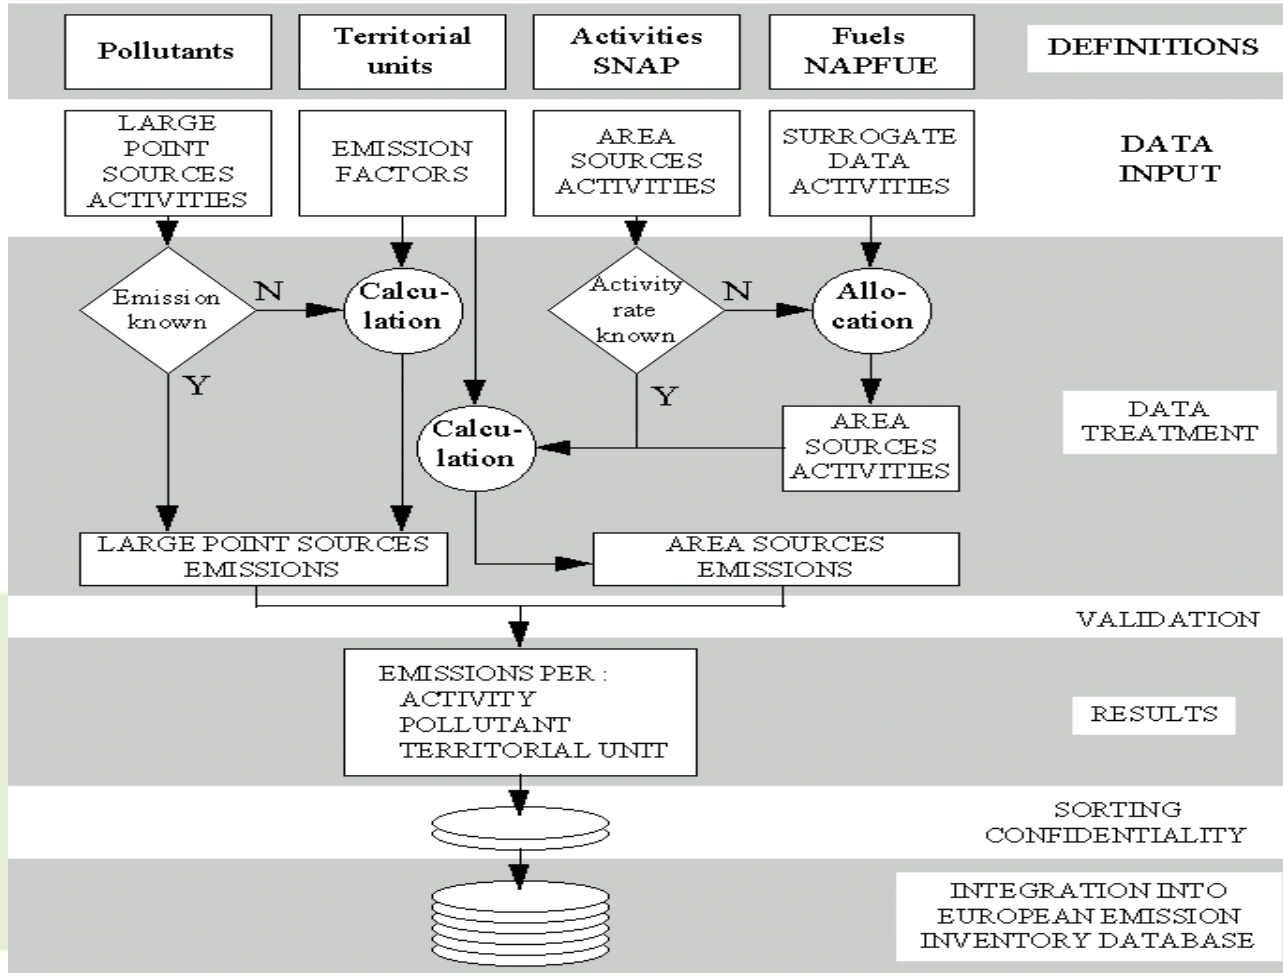 Pollutants
Territorial
units
Activities
SNAP
Fuels
NAPFUE
DEFINITIONS
LARGE
POINT
SOURCES
ACTIVITIES
EMISSION
FACTORS
AREA
SOURCES
ACTIVITIES
SURROGATE
DATA
ACTIVITIES
DATA
INPUT
Emission
known
N
Calcu-
lation
Activity
rate
known
N
Allo-
cation
Y
Y
Calcu-
lation
AREA
SOURCES
ACTIVITIES
DATA
TREATMENT
LARGE POINT SOURCES
EMISSIONS
AREA SOURCES
EMISSIONS
VALIDATION
EMISSIONS PER :
ACTIVITY
POLLUTANT
TERRITORIAL UNIT
RESULTS
SORTING
CONFIDENTIALITY
INTEGRATION INTO
EUROPEAN EMISSION
INVENTORY DATABASE